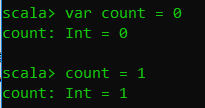 scala> var count = 0
count: Int = 0
scala> count = 1
count: Int = 1